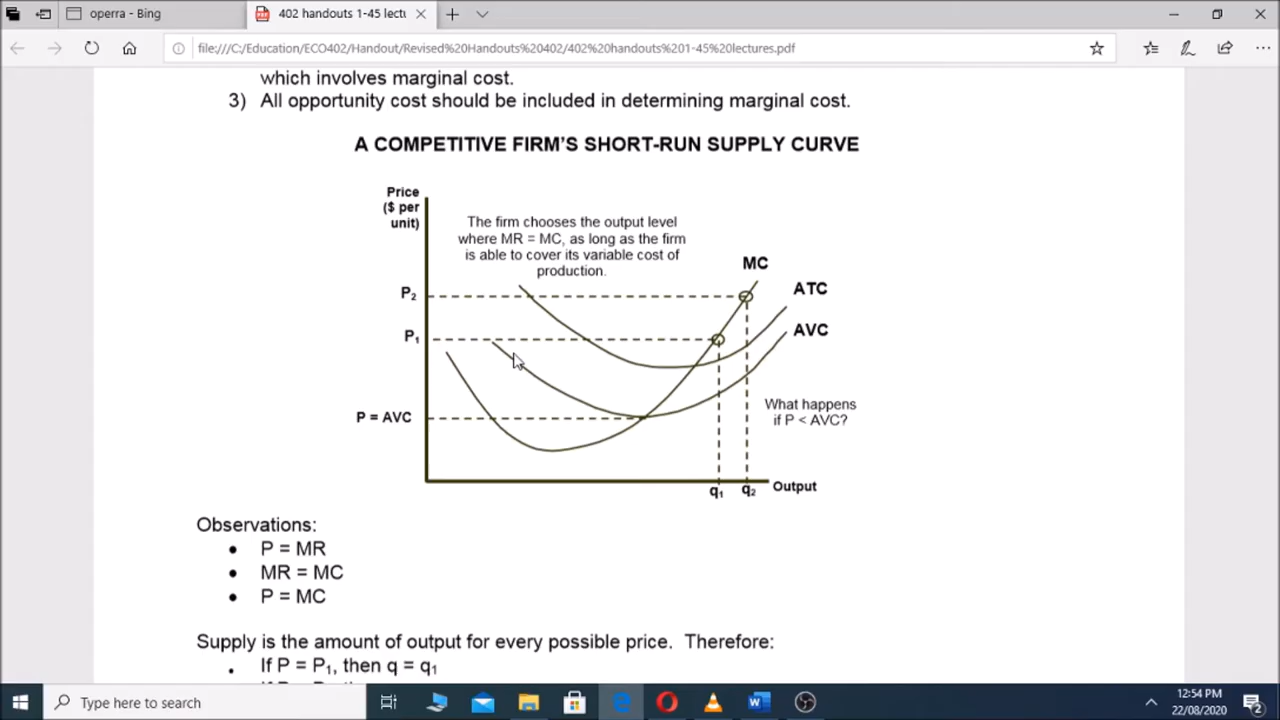 operra - Bing
402 handouts 1-45 lectu
file:///C:/Education/ECO402/Handout/Revised%20Handouts%20402/402%20handouts%201-45%20lectures.pdf
which involves marginal cost.
3) All opportunity cost should be included in determining marginal cost.
A COMPETITIVE FIRM'S SHORT-RUN SUPPLY CURVE
Price
($ per
unit)
The firm chooses the output level
where MR = MC, as long as the firm
is able to cover its variable cost of
production.
MC
ATC
P2
AVC
P1
What happens
if P < AVC?
P = AVC
q1 q2 Output
Observations:
• P = MR
• MR = MC
• P = MC
Supply is the amount of output for every possible price. Therefore:
• If P = P1, then q = q1
Type here to search
12:54 PM
22/08/2020
2